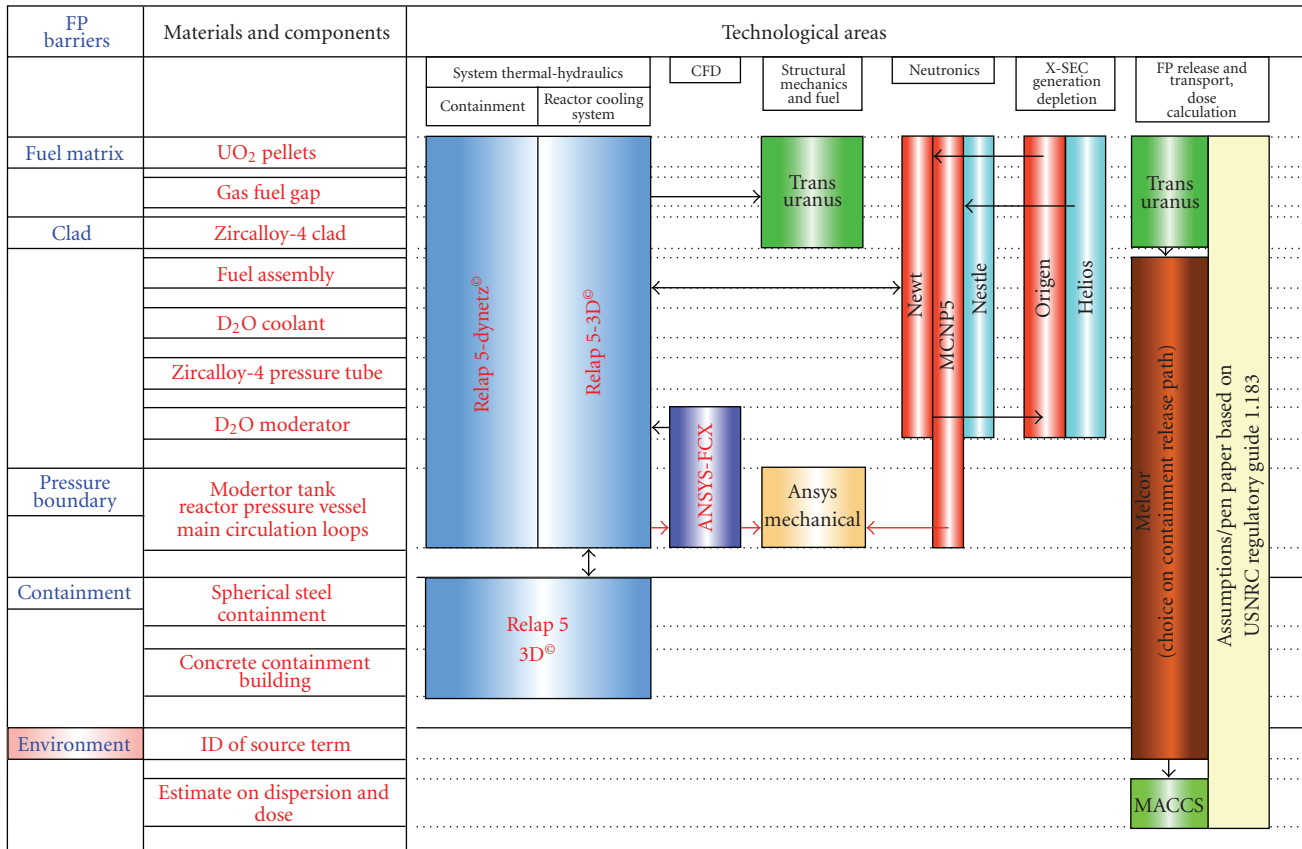 FP
barriers
Materials and components
Technological areas
System thermal-hydraulics
Containment
Reactor cooling
system
CFD
Structural
mechanics
and fuel
Neutronics
X-SEC
generation
depletion
FP release and
transport,
dose
calculation
Fuel matrix
UO₂ pellets
Gas fuel gap
Clad
Zircalloy-4 clad
Fuel assembly
D₂O coolant
Zircalloy-4 pressure tube
D₂O moderator
Pressure
boundary
Modertor tank
reactor pressure vessel
main circulation loops
Containment
Spherical steel
containment
Concrete containment
building
Environment
ID of source term
Estimate on dispersion and
dose
Relap 5-dynetz©
Relap 5-3D©
Relap 5
3D©
ANSYS-FCX
Trans
uranus
Ansys
mechanical
Newt
MCNP5
Nestle
Origen
Helios
Trans
uranus
Melcor
(choice on containment release path)
MACCS
Assumptions/pen paper based on
USNRC regulatory guide 1.183